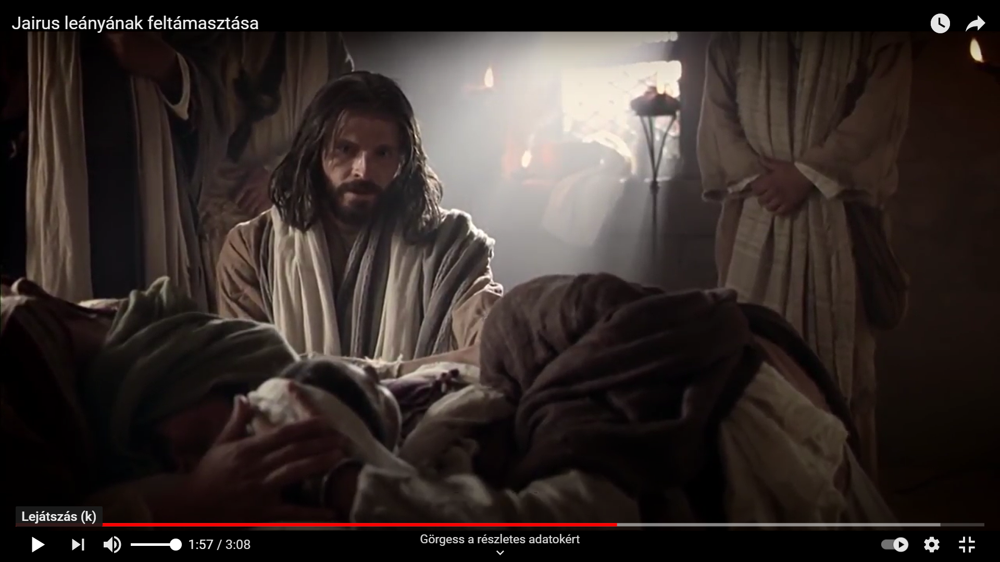 Jairus leányának feltámasztása
Lejátszás (k)
1:57 / 3:08
Görgess a részletes adatokért